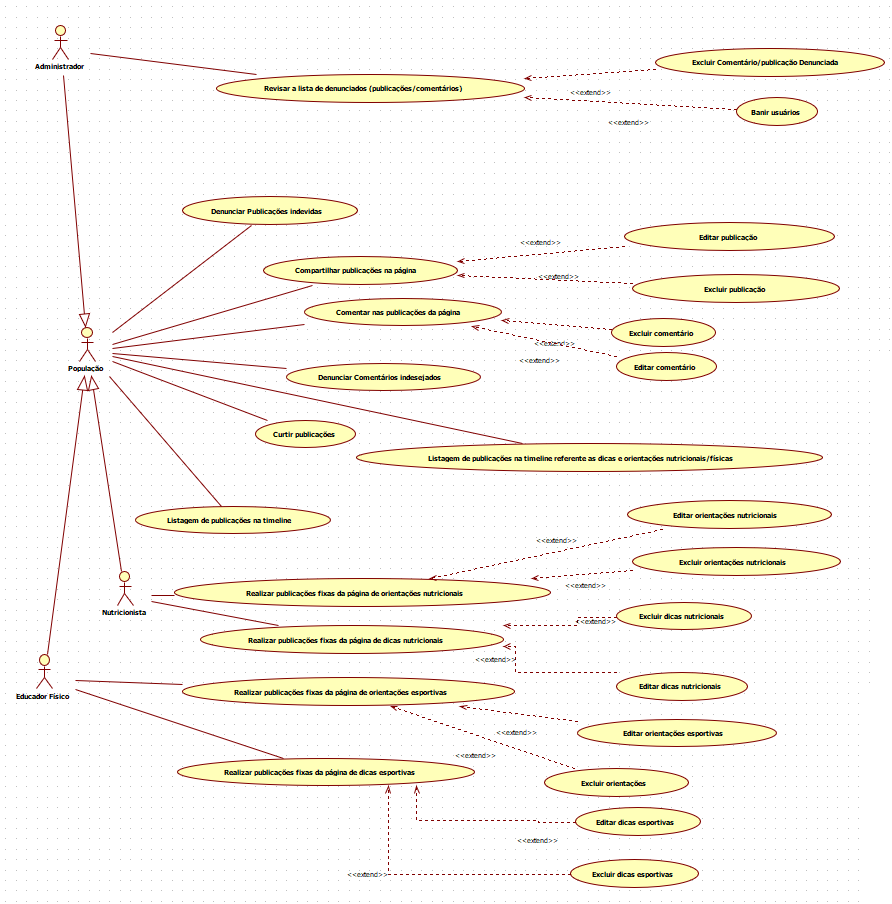 Administrador
Excluir Comentário/publicação Denunciada
Revisar a lista de denunciados (publicações/comentários)
<<extend>>
Banir usuários
<<extend>>
Denunciar Publicações indevidas
Editar publicação
<<extend>>
Compartilhar publicações na página
<<extend>>
Excluir publicação
Comentar nas publicações da página
Excluir comentário
<<extend>>
<<extend>>
Editar comentário
População
Denunciar Comentários indesejados
Curtir publicações
Listagem de publicações na timeline referente as dicas e orientações nutricionais/físicas
Listagem de publicações na timeline
Editar orientações nutricionais
<<extend>>
Excluir orientações nutricionais
<<extend>>
Realizar publicações fixas da página de orientações nutricionais
Nutricionista
Excluir dicas nutricionais
<<extend>>
Realizar publicações fixas da página de dicas nutricionais
<<extend>>
Editar dicas nutricionais
Realizar publicações fixas da página de orientações esportivas
Educador Físico
<<extend>>
Editar orientações esportivas
<<extend>>
Realizar publicações fixas da página de dicas esportivas
Excluir orientações
Editar dicas esportivas
<<extend>>
<<extend>>
Excluir dicas esportivas